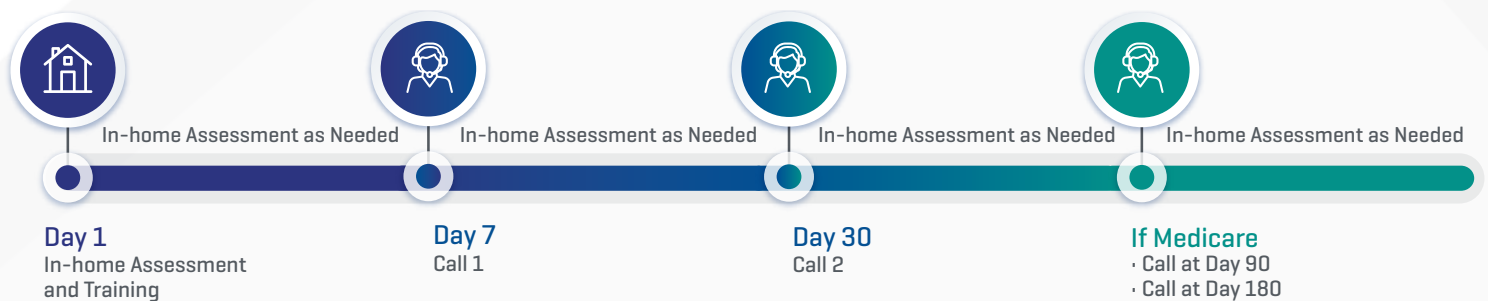 In-home Assessment as Needed
In-home Assessment as Needed
In-home Assessment as Needed
In-home Assessment as Needed
Day 1
In-home Assessment
and Training
Day 7
Call 1
Day 30
Call 2
If Medicare
· Call at Day 90
· Call at Day 180